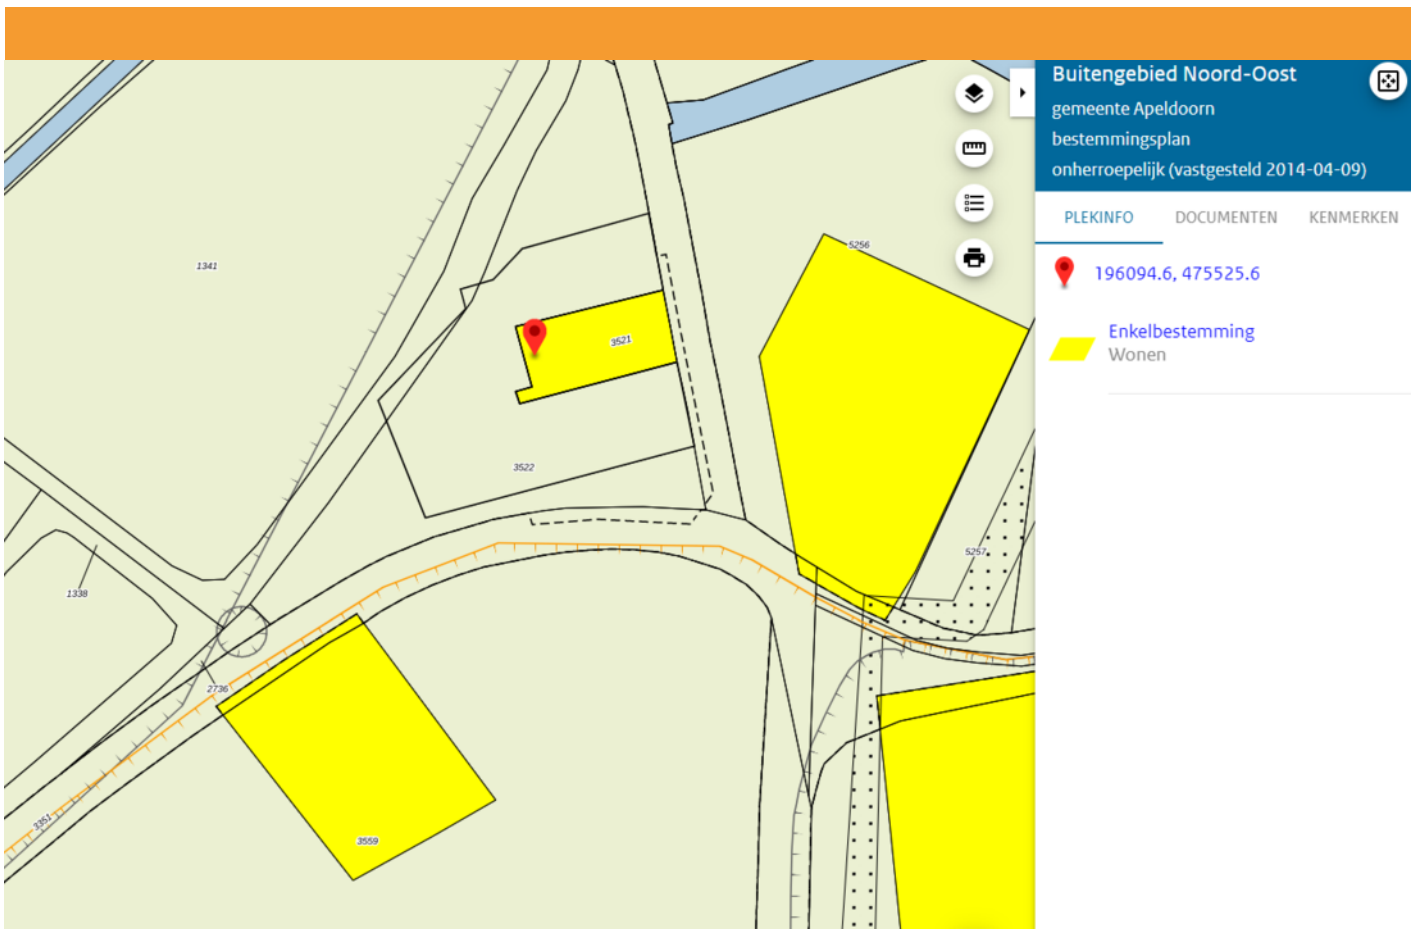 Buitengebied Noord-Oost
gemeente Apeldoorn
bestemmingsplan
onherroepelijk (vastgesteld 2014-04-09)
PLEKINFO DOCUMENTEN KENMERKEN
196094.6, 475525.6
Enkelbestemming
Wonen
5256
1341
3521
3522
5257
1338
2736
3351
3559